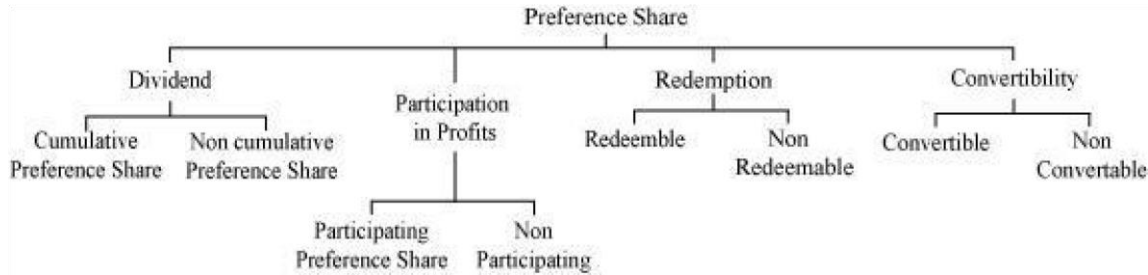 Preference Share
Dividend
Participation
in Profits
Redemption
Convertibility
Cumulative
Preference Share
Non cumulative
Preference Share
Redeemble
Non
Redeemable
Convertible
Non
Convertable
Participating
Preference Share
Non
Participating